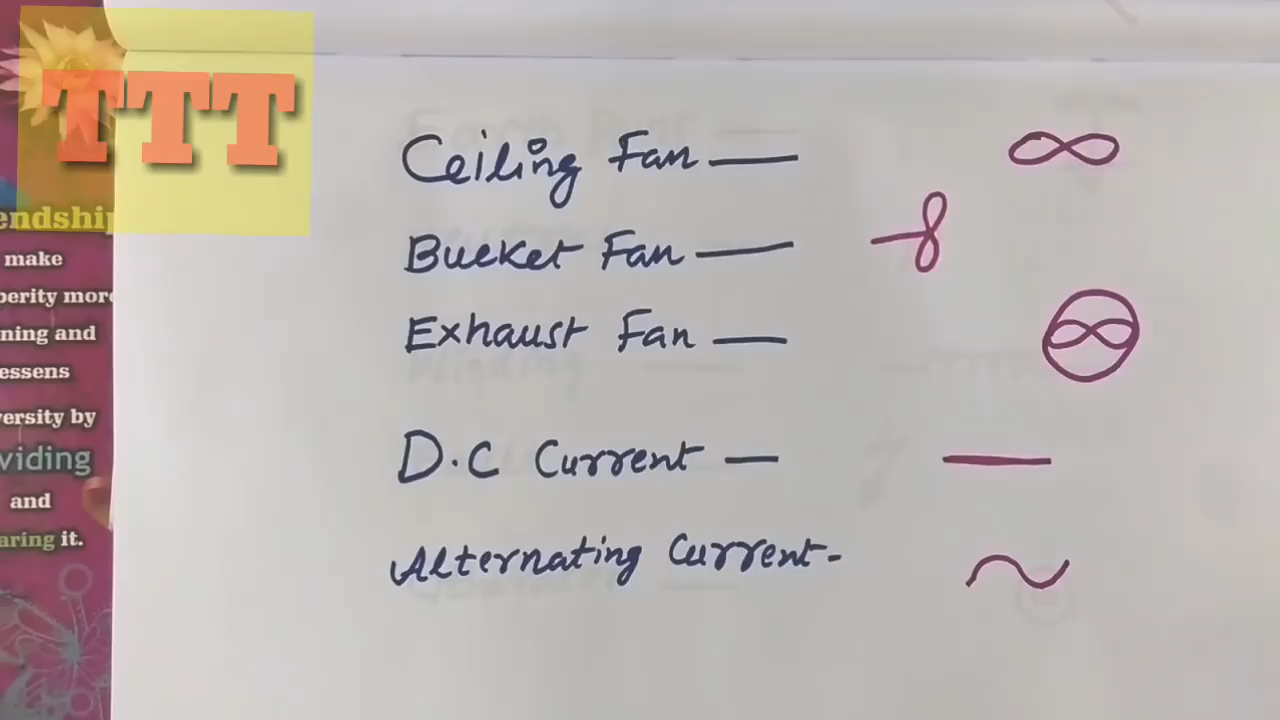 TTT
endship
make
perity more
ning and
essens
ersity by
viding
and
aring it.
Ceiling Fan —
Bucket Fan —
Exhaust Fan —
D.C Current —
Alternating Current-